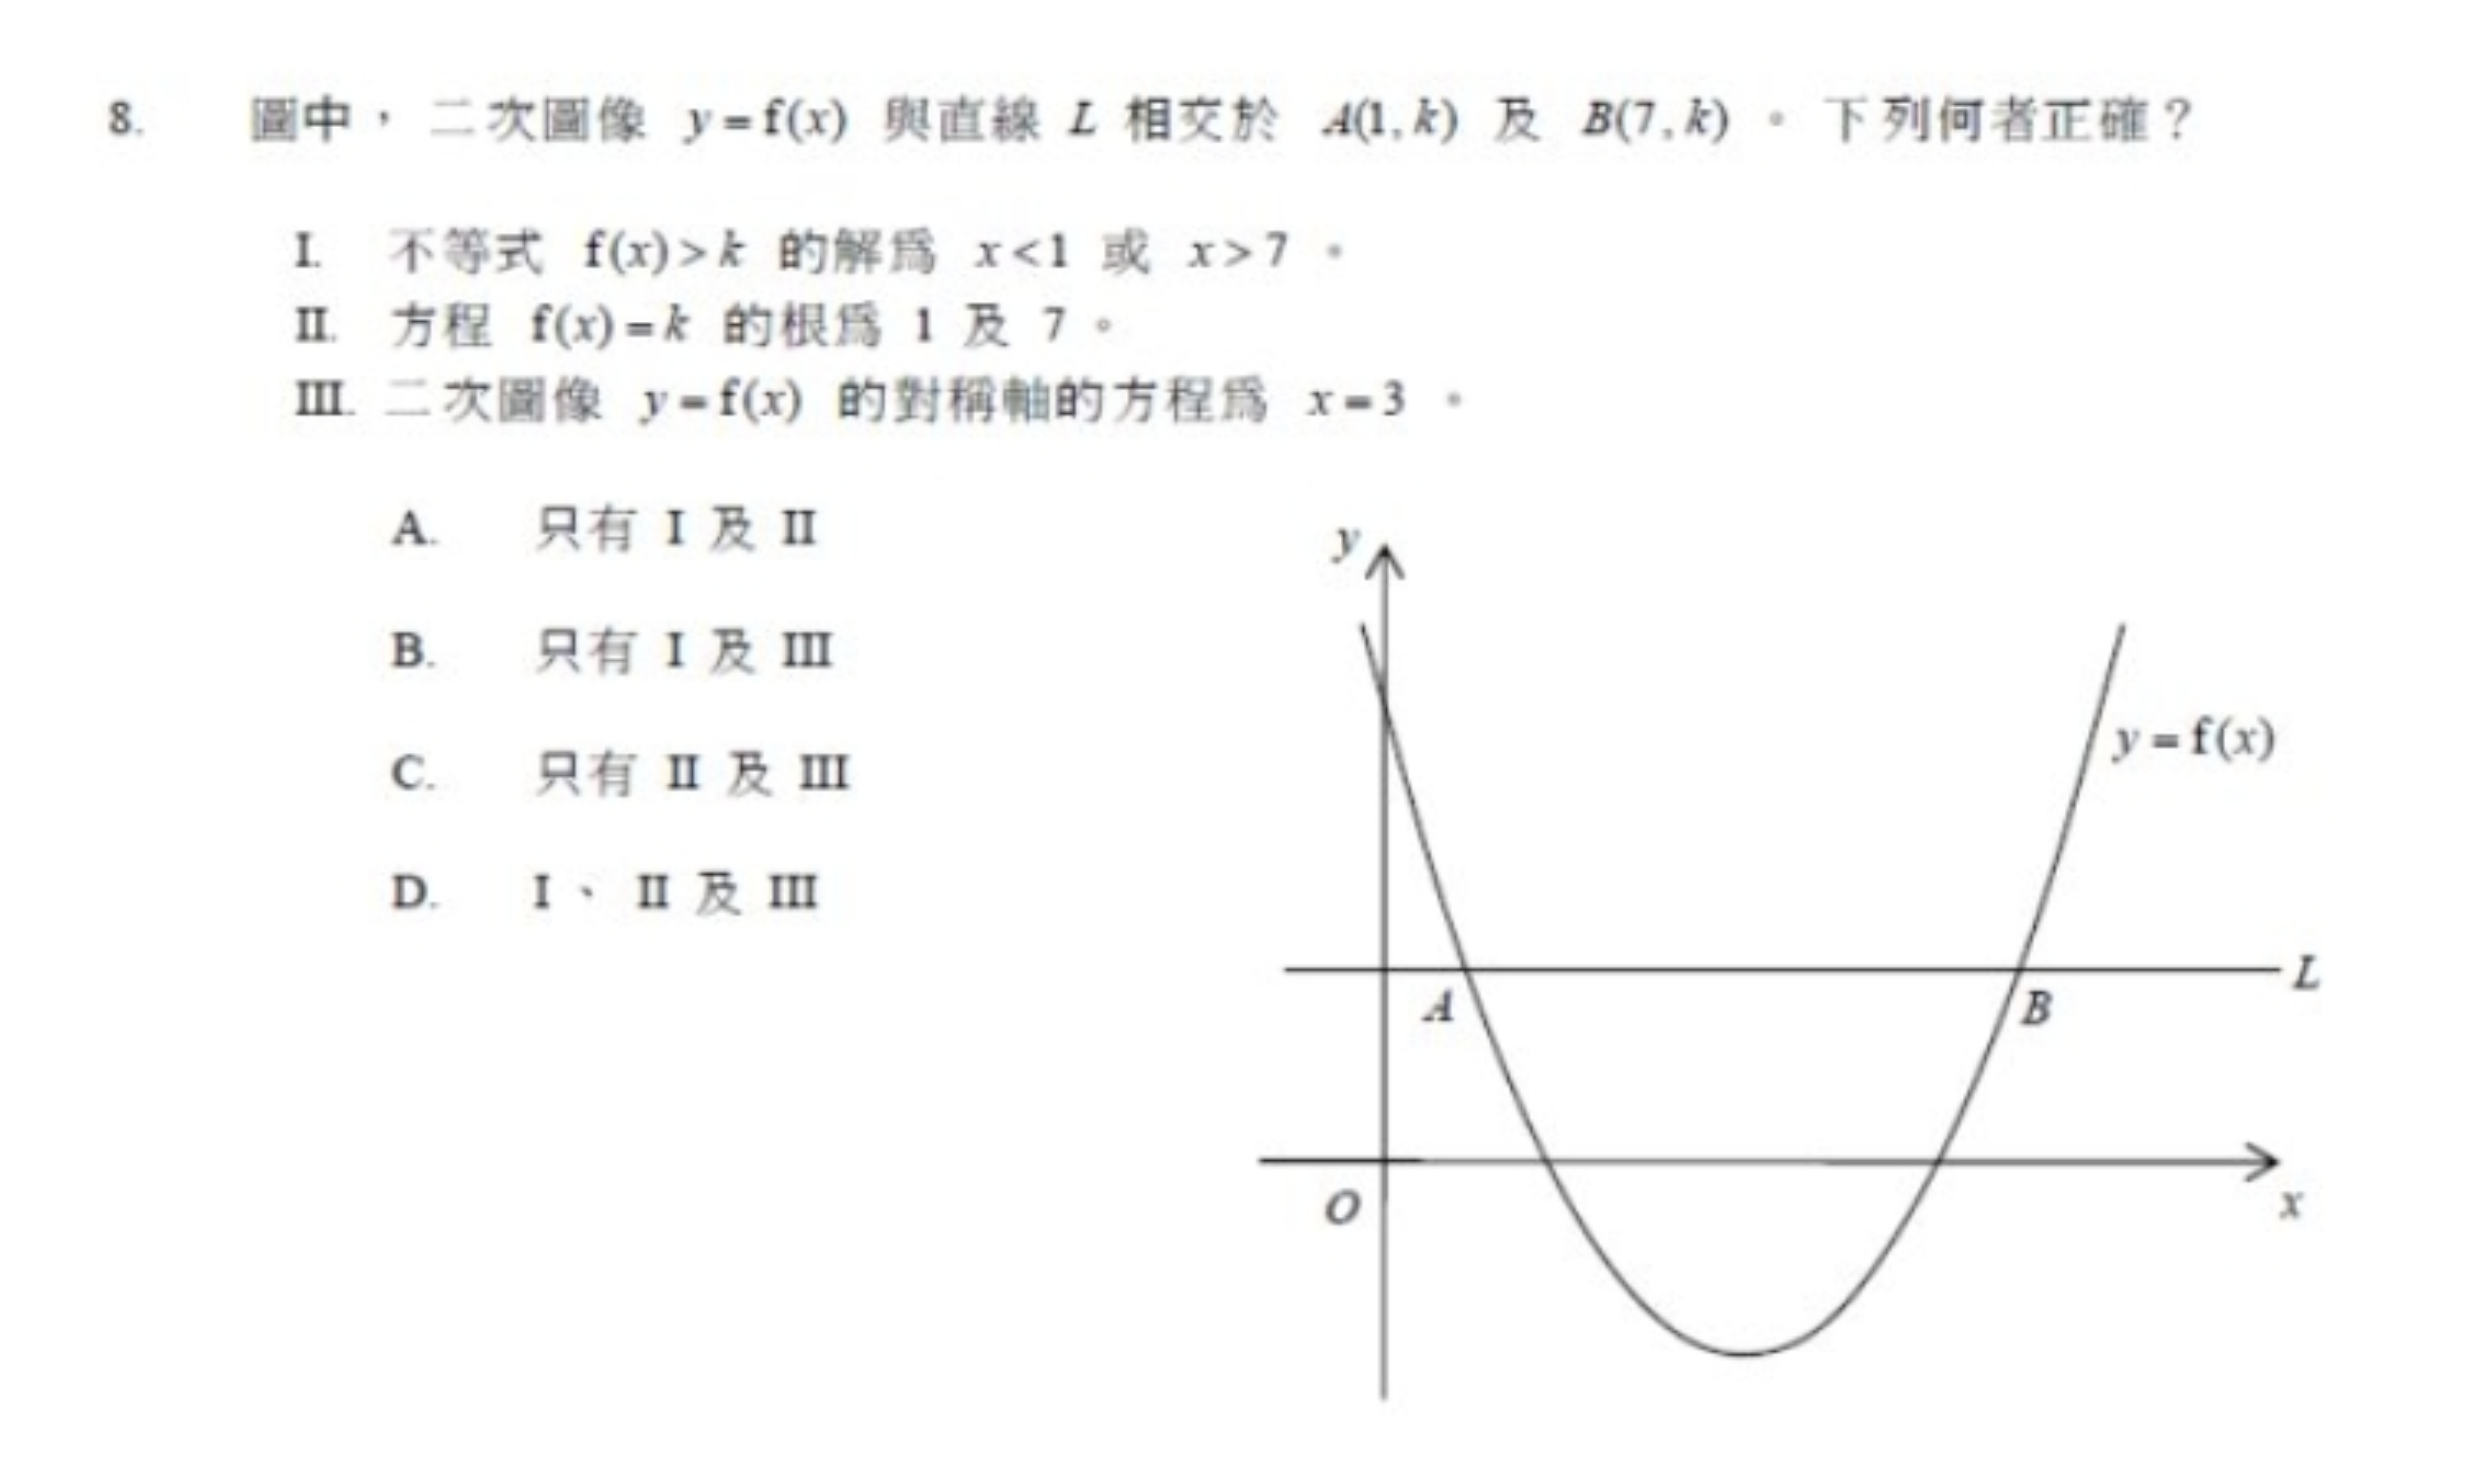 8. 圖中，二次圖像 y=f(x) 與直線 L 相交於 A(1,k) 及 B(7,k)。下列何者正確？
I. 不等式 f(x)>k 的解爲 x<1 或 x>7。
II. 方程 f(x)=k 的根爲 1 及 7。
III. 二次圖像 y=f(x) 的對稱軸的方程爲 x=3。
A. 只有 I 及 II
B. 只有 I 及 III
C. 只有 II 及 III
D. I、II 及 III
y
y=f(x)
L
A
B
O
x